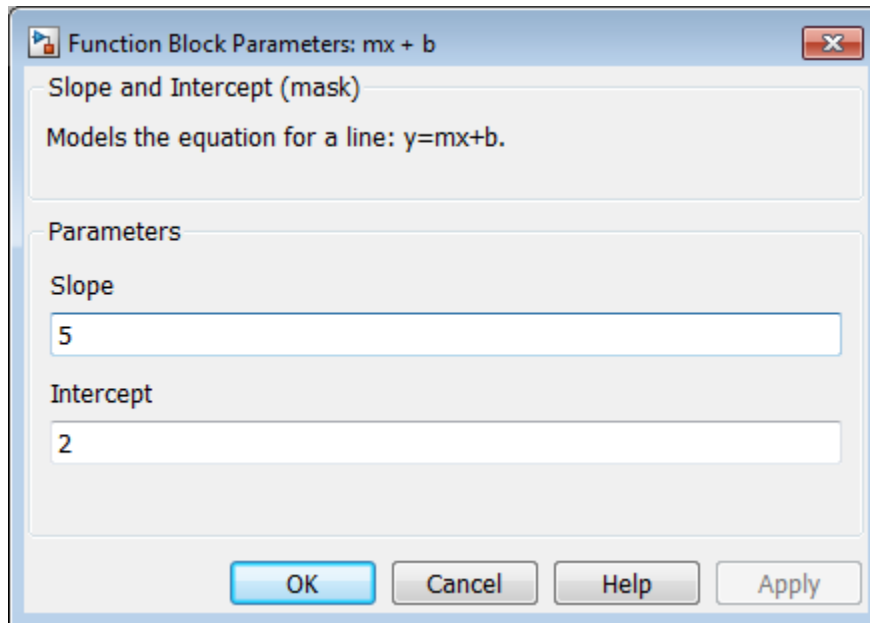 Function Block Parameters: mx + b
Slope and Intercept (mask)
Models the equation for a line: y=mx+b.
Parameters
Slope
5
Intercept
2
OK Cancel Help Apply